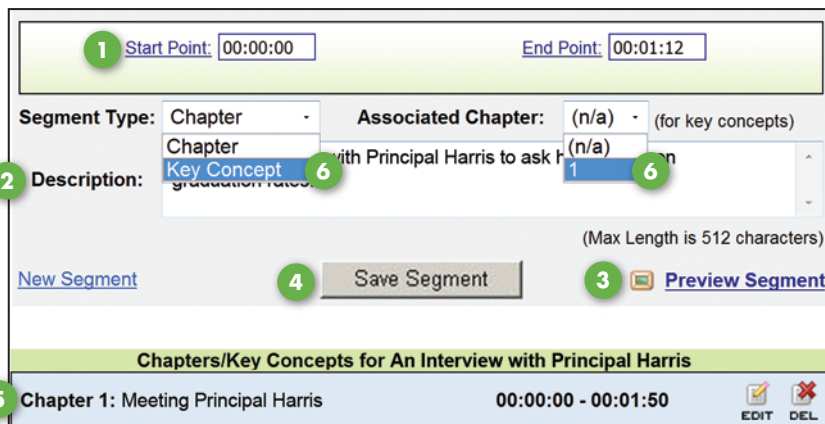 1 Start Point: 00:00:00 End Point: 00:01:12
Segment Type: Chapter Associated Chapter: (n/a) (for key concepts)
Chapter with Principal Harris to ask (n/a)
2 Description: Key Concept 6 1 6
graduation rates.
(Max Length is 512 characters)
New Segment 4 Save Segment 3 Preview Segment
Chapters/Key Concepts for An Interview with Principal Harris
5 Chapter 1: Meeting Principal Harris 00:00:00 - 00:01:50 EDIT DEL